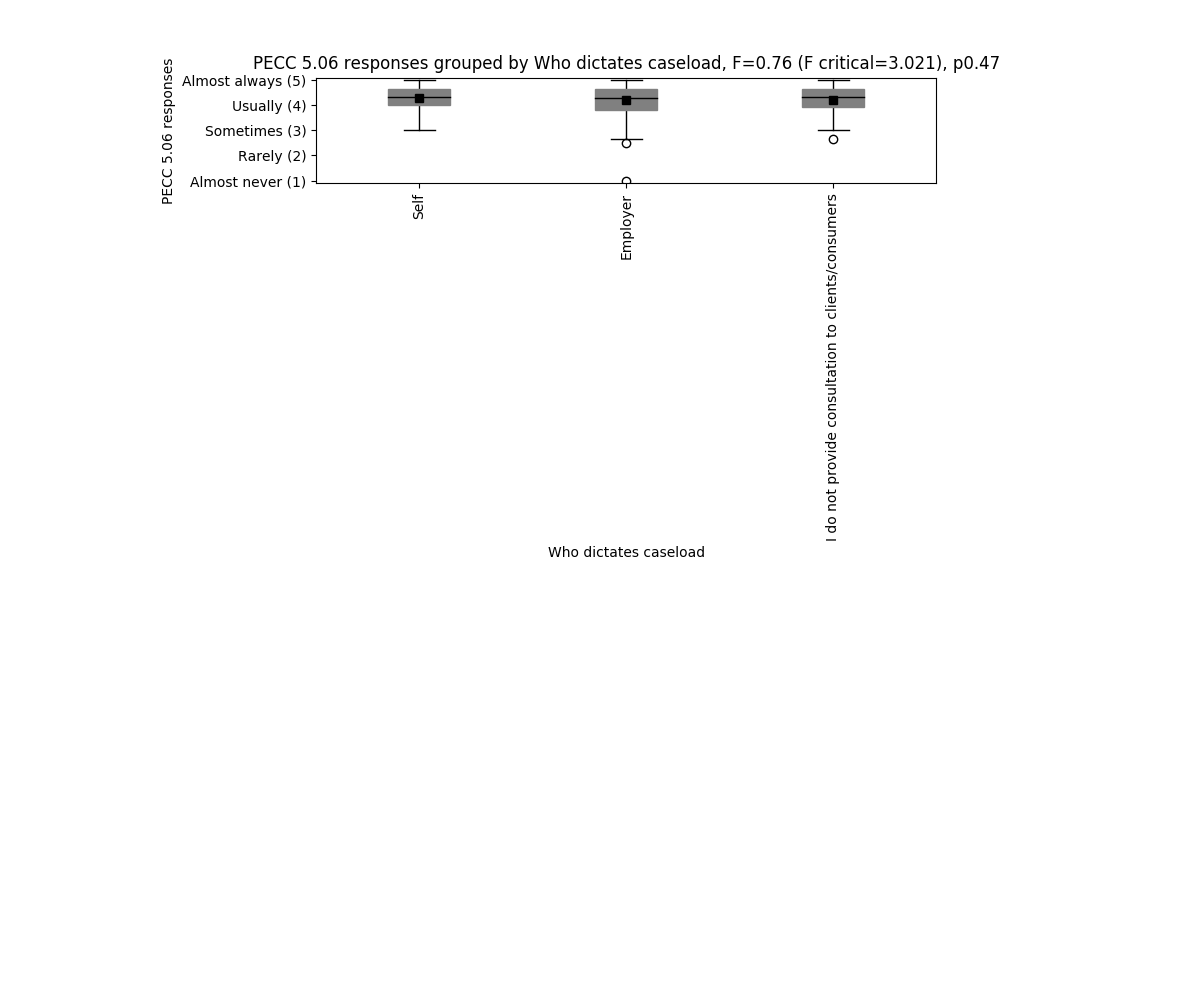 PECC 5.06 responses grouped by Who dictates caseload, F=0.76 (F critical=3.021), p0.47
PECC 5.06 responses
Almost always (5)
Usually (4)
Sometimes (3)
Rarely (2)
Almost never (1)
Self
Employer
I do not provide consultation to clients/consumers
Who dictates caseload